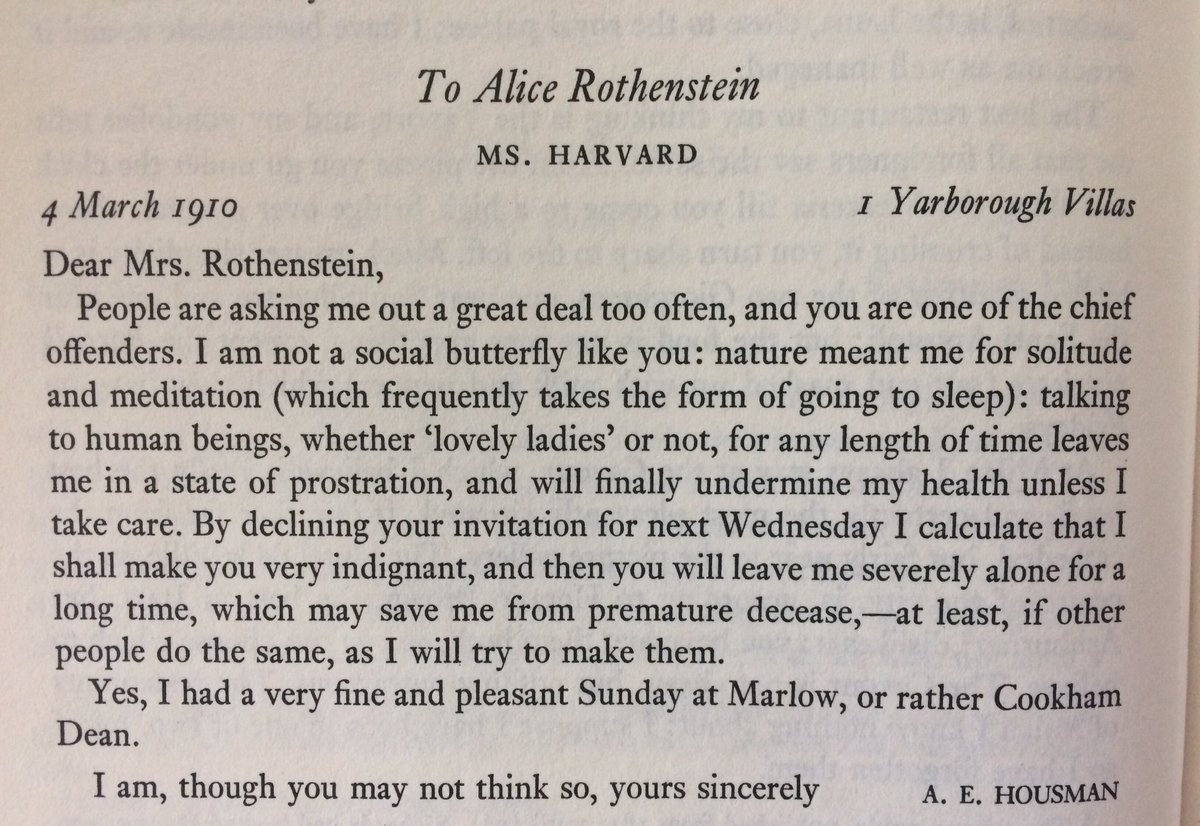 To Alice Rothenstein
MS. HARVARD
4 March 1910 1 Yarborough Villas
Dear Mrs. Rothenstein,
People are asking me out a great deal too often, and you are one of the chief
offenders. I am not a social butterfly like you: nature meant me for solitude
and meditation (which frequently takes the form of going to sleep): talking
to human beings, whether ‘lovely ladies’ or not, for any length of time leaves
me in a state of prostration, and will finally undermine my health unless I
take care. By declining your invitation for next Wednesday I calculate that I
shall make you very indignant, and then you will leave me severely alone for a
long time, which may save me from premature decease,—at least, if other
people do the same, as I will try to make them.
Yes, I had a very fine and pleasant Sunday at Marlow, or rather Cookham
Dean.
I am, though you may not think so, yours sincerely A. E. HOUSMAN